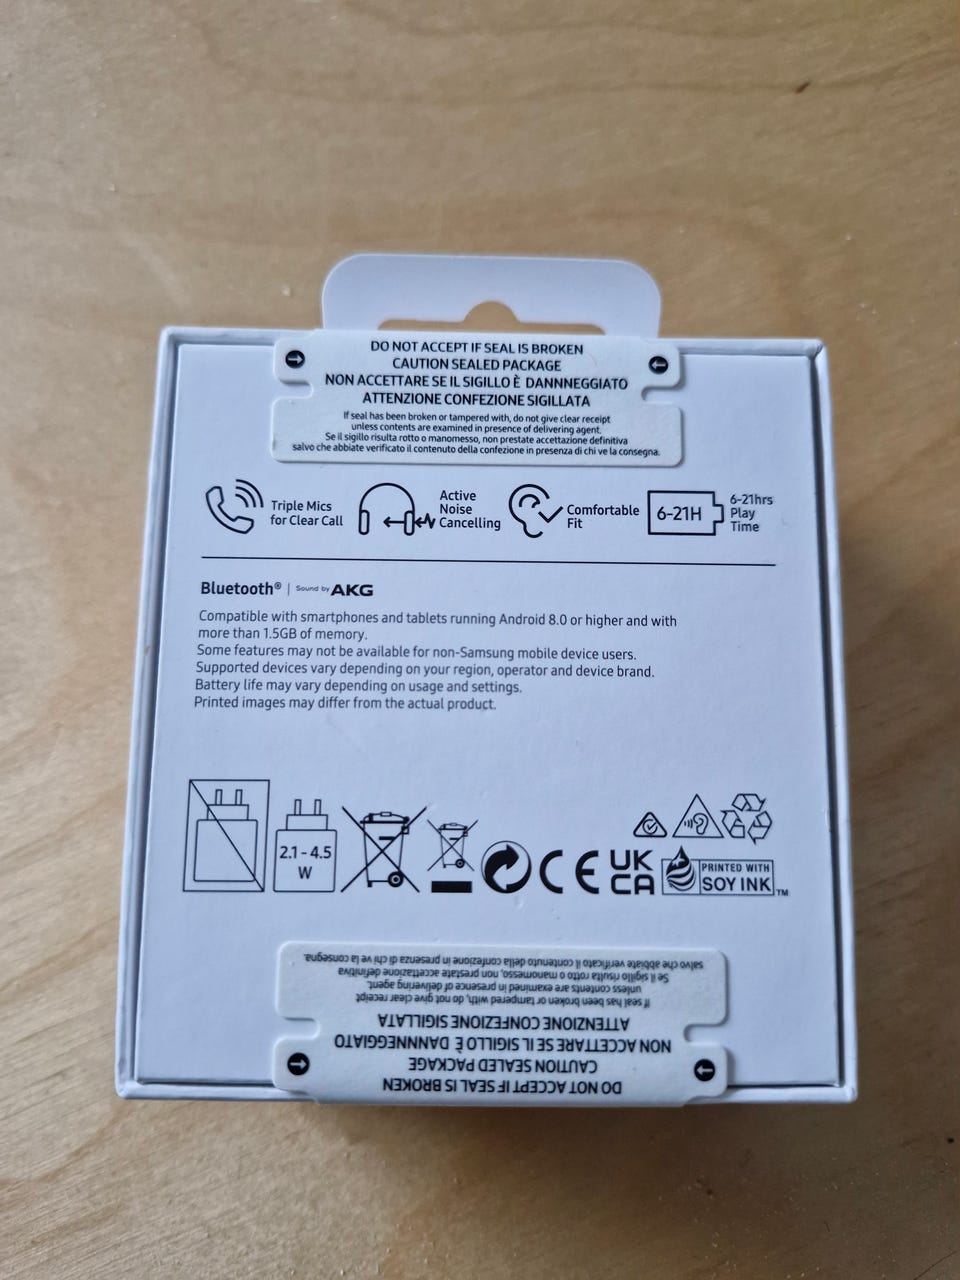 DO NOT ACCEPT IF SEAL IS BROKEN
CAUTION SEALED PACKAGE
NON ACCETTARE SE IL SIGILLO È DANNNEGGIATO
ATTENZIONE CONFEZIONE SIGILLATA
If seal has been broken or tampered with, do not give clear receipt
unless contents are examined in presence of delivering agent.
Se il sigillo risulta rotto o manomesso, non prestate accettazione definitiva
salvo che abbiate verificato il contenuto della confezione in presenza di chi ve la consegna.
Triple Mics
for Clear Call
Active
Noise
Cancelling
Comfortable
Fit
6-21H
6-21hrs
Play
Time
Bluetooth® | Sound by AKG
Compatible with smartphones and tablets running Android 8.0 or higher and with
more than 1.5GB of memory.
Some features may not be available for non-Samsung mobile device users.
Supported devices vary depending on your region, operator and device brand.
Battery life may vary depending on usage and settings.
Printed images may differ from the actual product.
2.1 - 4.5
W
CE
UK
CA
PRINTED WITH
SOY INK™
DO NOT ACCEPT IF SEAL IS BROKEN
CAUTION SEALED PACKAGE
NON ACCETTARE SE IL SIGILLO È DANNNEGGIATO
ATTENZIONE CONFEZIONE SIGILLATA
If seal has been broken or tampered with, do not give clear receipt
unless contents are examined in presence of delivering agent.
Se il sigillo risulta rotto o manomesso, non prestate accettazione definitiva
salvo che abbiate verificato il contenuto della confezione in presenza di chi ve la consegna.